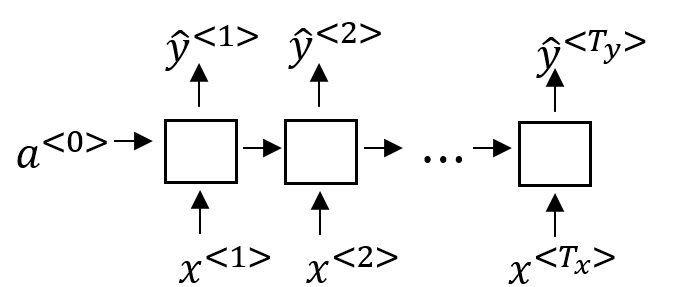 ŷ<1> ŷ<2> ŷ<Ty>
a<0> ...
x<1> x<2> x<Tx>